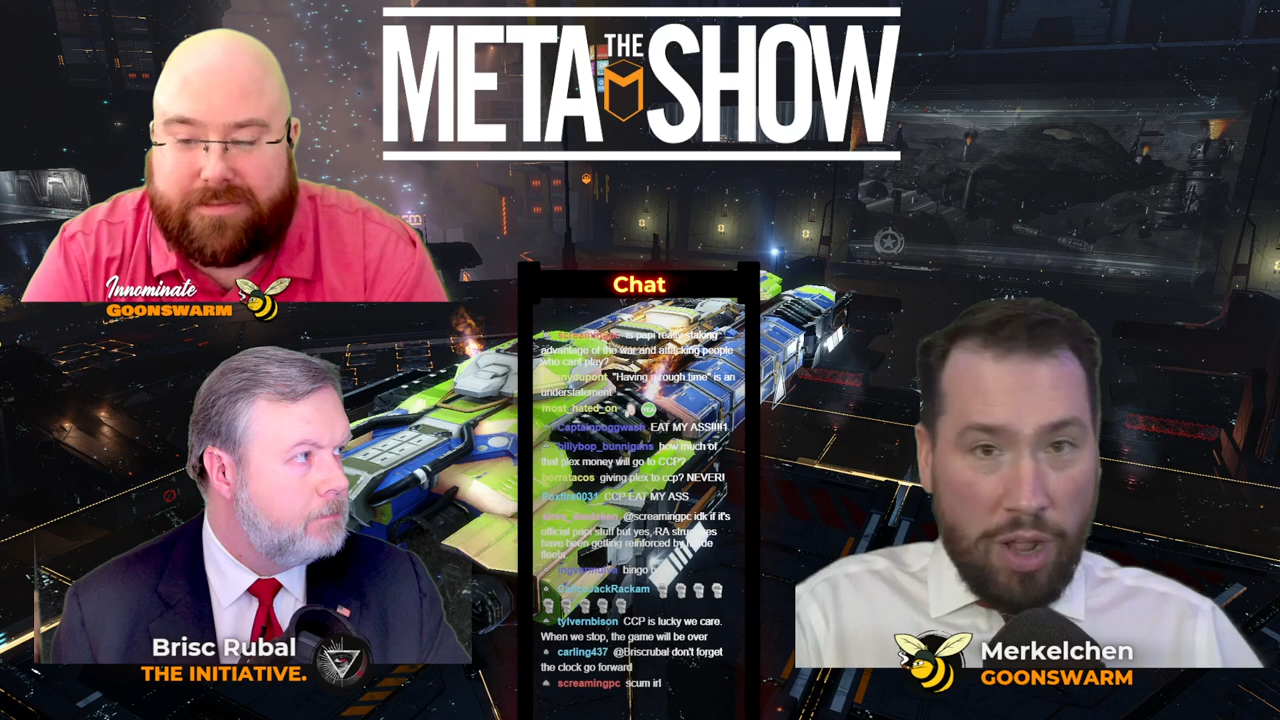 META THE SHOW
Innominate
GOONSWARM
Chat
is papi really staking
advantage of the war and attacking people
who cant play?
"Having a rough time" is an
understatement
most_hated_on
YEA
EAT MY ASS!!!!1
how much of
that plex money will go to CCP?
giving plex to ccp? NEVER!
Foxfire0031 CCP EAT MY ASS
@screamingpc idk if it's
official papi stuff but yes, RA
have been getting reinforced by
fleets.
bingo
tylvernbison CCP is lucky we care.
When we stop, the game will be over
carling437 @Briscrubal don't forget
the clock go forward
screamingpc scum irl
Brisc Rubal
THE INITIATIVE.
Merkelchen
GOONSWARM